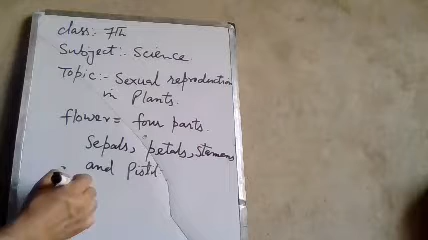 class:- 7th
Subject:- Science
Topic:- Sexual reproduction
in Plants.
flower = four parts.
Sepals, petals, Stamens
and Pistil